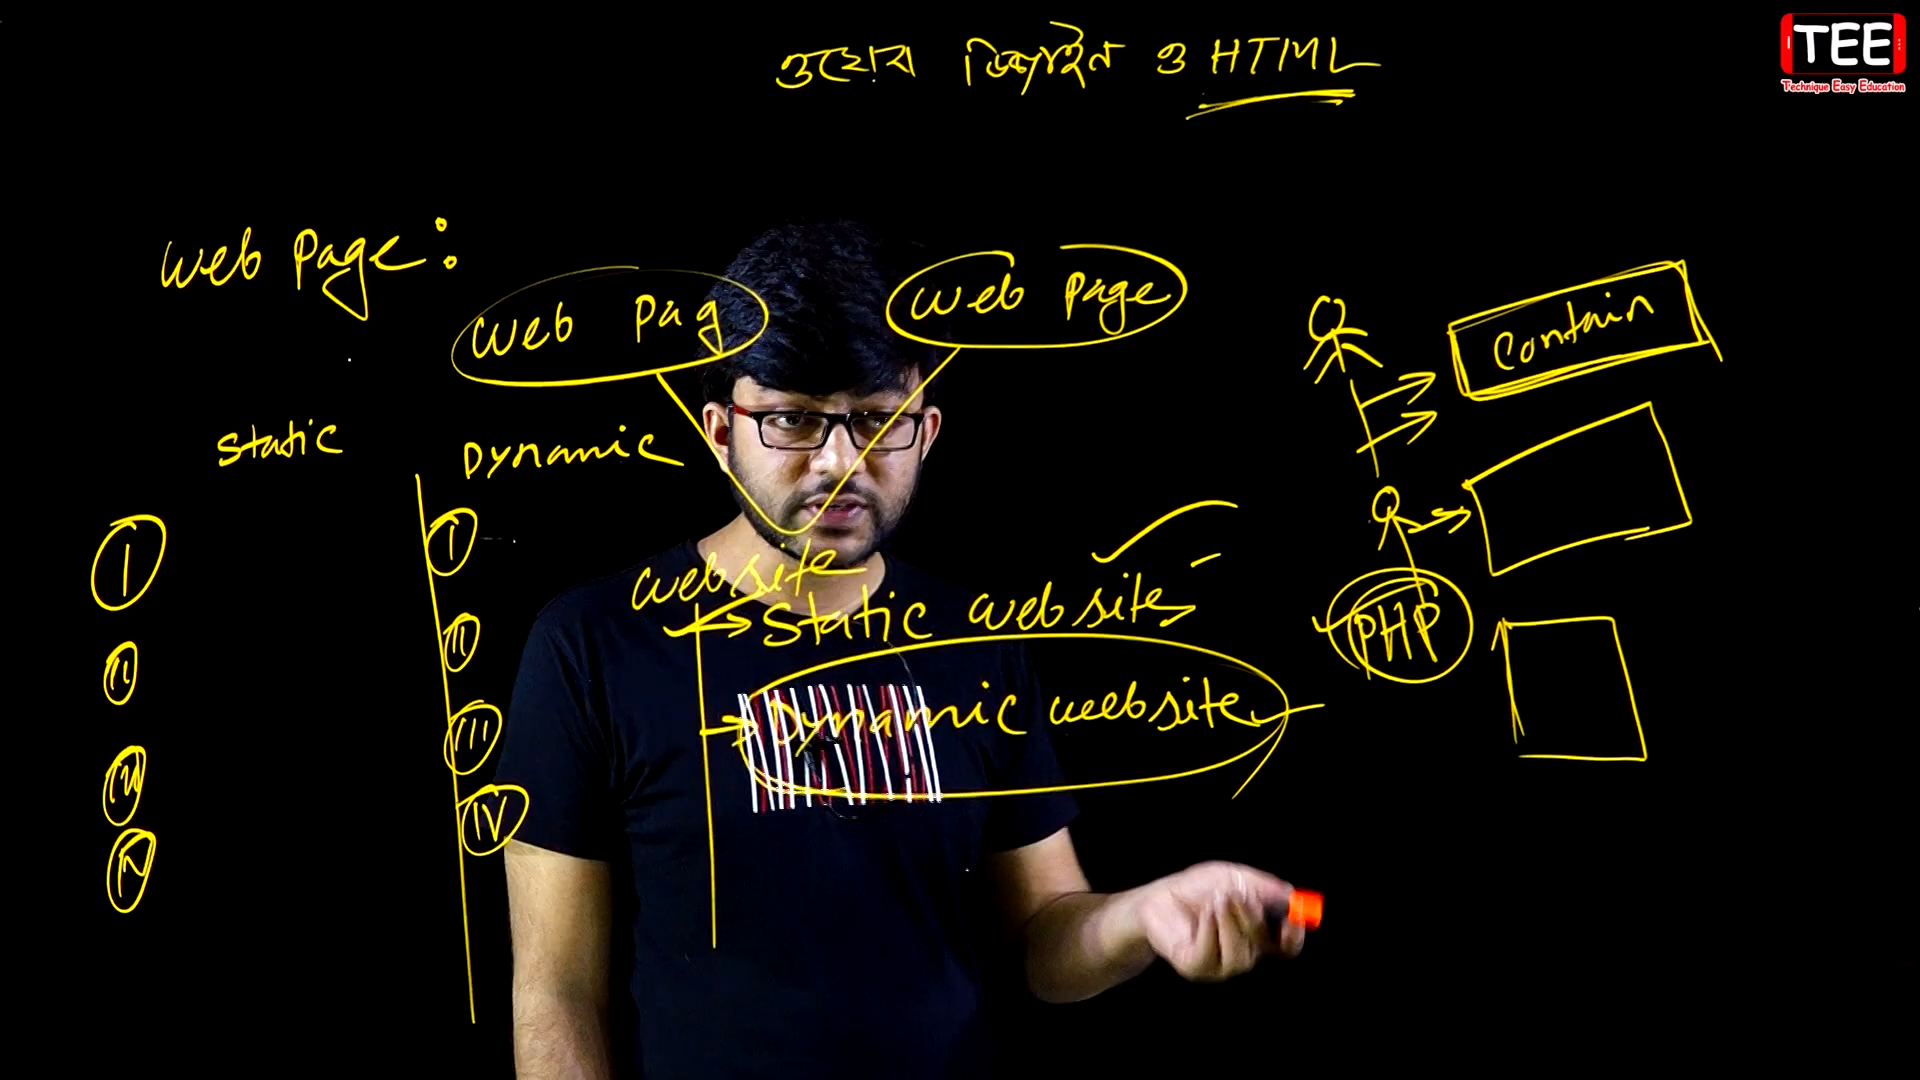 ওয়েব ডিজাইন ও HTML
TEE
Technique Easy Education
Web Page:
Web Pag
Web Page
Contain
Static
Dynamic
I
I
II
II
III
III
IV
IV
Website
Static website
Dynamic website
PHP